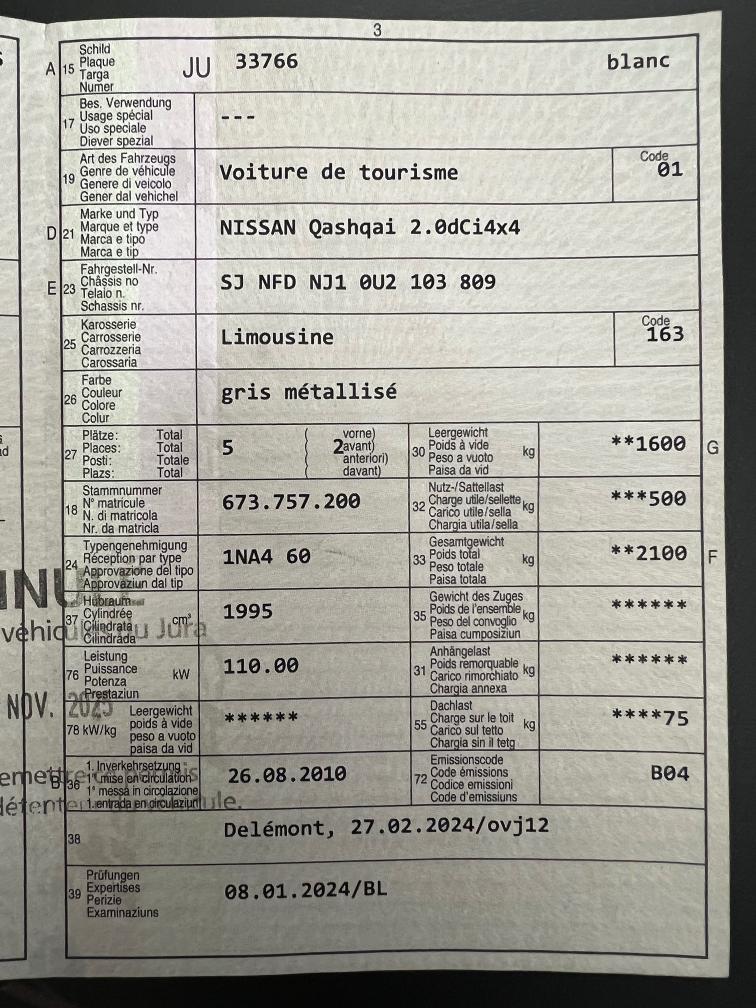 3
A 15 Schild JU 33766 blanc
Plaque
Targa
Numer
17 Bes. Verwendung ---
Usage spécial
Uso speciale
Diever spezial
19 Art des Fahrzeugs Voiture de tourisme Code 01
Genre de véhicule
Genere di veicolo
Gener dal vehichel
D 21 Marke und Typ NISSAN Qashqai 2.0dCi4x4
Marque et type
Marca e tipo
Marca e tip
E 23 Fahrgestell-Nr. SJ NFD NJ1 0U2 103 809
Châssis no
Telaio n.
Schassis nr.
25 Karosserie Limousine Code 163
Carrosserie
Carrozzeria
Carossaria
26 Farbe gris métallisé
Couleur
Colore
Colur
27 Plätze: Total 5 ( vorne)
Places: Total 2 avant)
Posti: Totale anteriori)
Plazs: Total davant)
30 Leergewicht kg **1600 G
Poids à vide
Peso a vuoto
Paisa da vid
18 Stammnummer 673.757.200
N° matricule
N. di matricola
Nr. da matricla
32 Nutz-/Sattellast kg ***500
Charge utile/sellette
Carico utile/sella
Chargia utila/sella
24 Typengenehmigung 1NA4 60
Réception par type
Approvazione del tipo
Approvaziun dal tip
33 Gesamtgewicht kg **2100 F
Poids total
Peso totale
Paisa totala
37 Hubraum cm³ 1995
Cylindrée
Cilindrata
Cilindrada
35 Gewicht des Zuges kg ******
Poids de l'ensemble
Peso del convoglio
Paisa cumposiziun
76 Leistung kW 110.00
Puissance
Potenza
Prestaziun
31 Anhängelast kg ******
Poids remorquable
Carico rimorchiato
Chargia annexa
78 kW/kg Leergewicht ******
poids à vide
peso a vuoto
paisa da vid
55 Dachlast kg ****75
Charge sur le toit
Carico sul tetto
Chargia sin il tetg
B 36 1. Inverkehrsetzung 26.08.2010
1re mise en circulation
1a messa in circolazione
1. entrada en circulaziun
72 Emissionscode B04
Code émissions
Codice emissioni
Code d'emissiuns
38 Delémont, 27.02.2024/ovj12
39 Prüfungen 08.01.2024/BL
Expertises
Perizie
Examinaziuns
du Jura
NOV. 2025